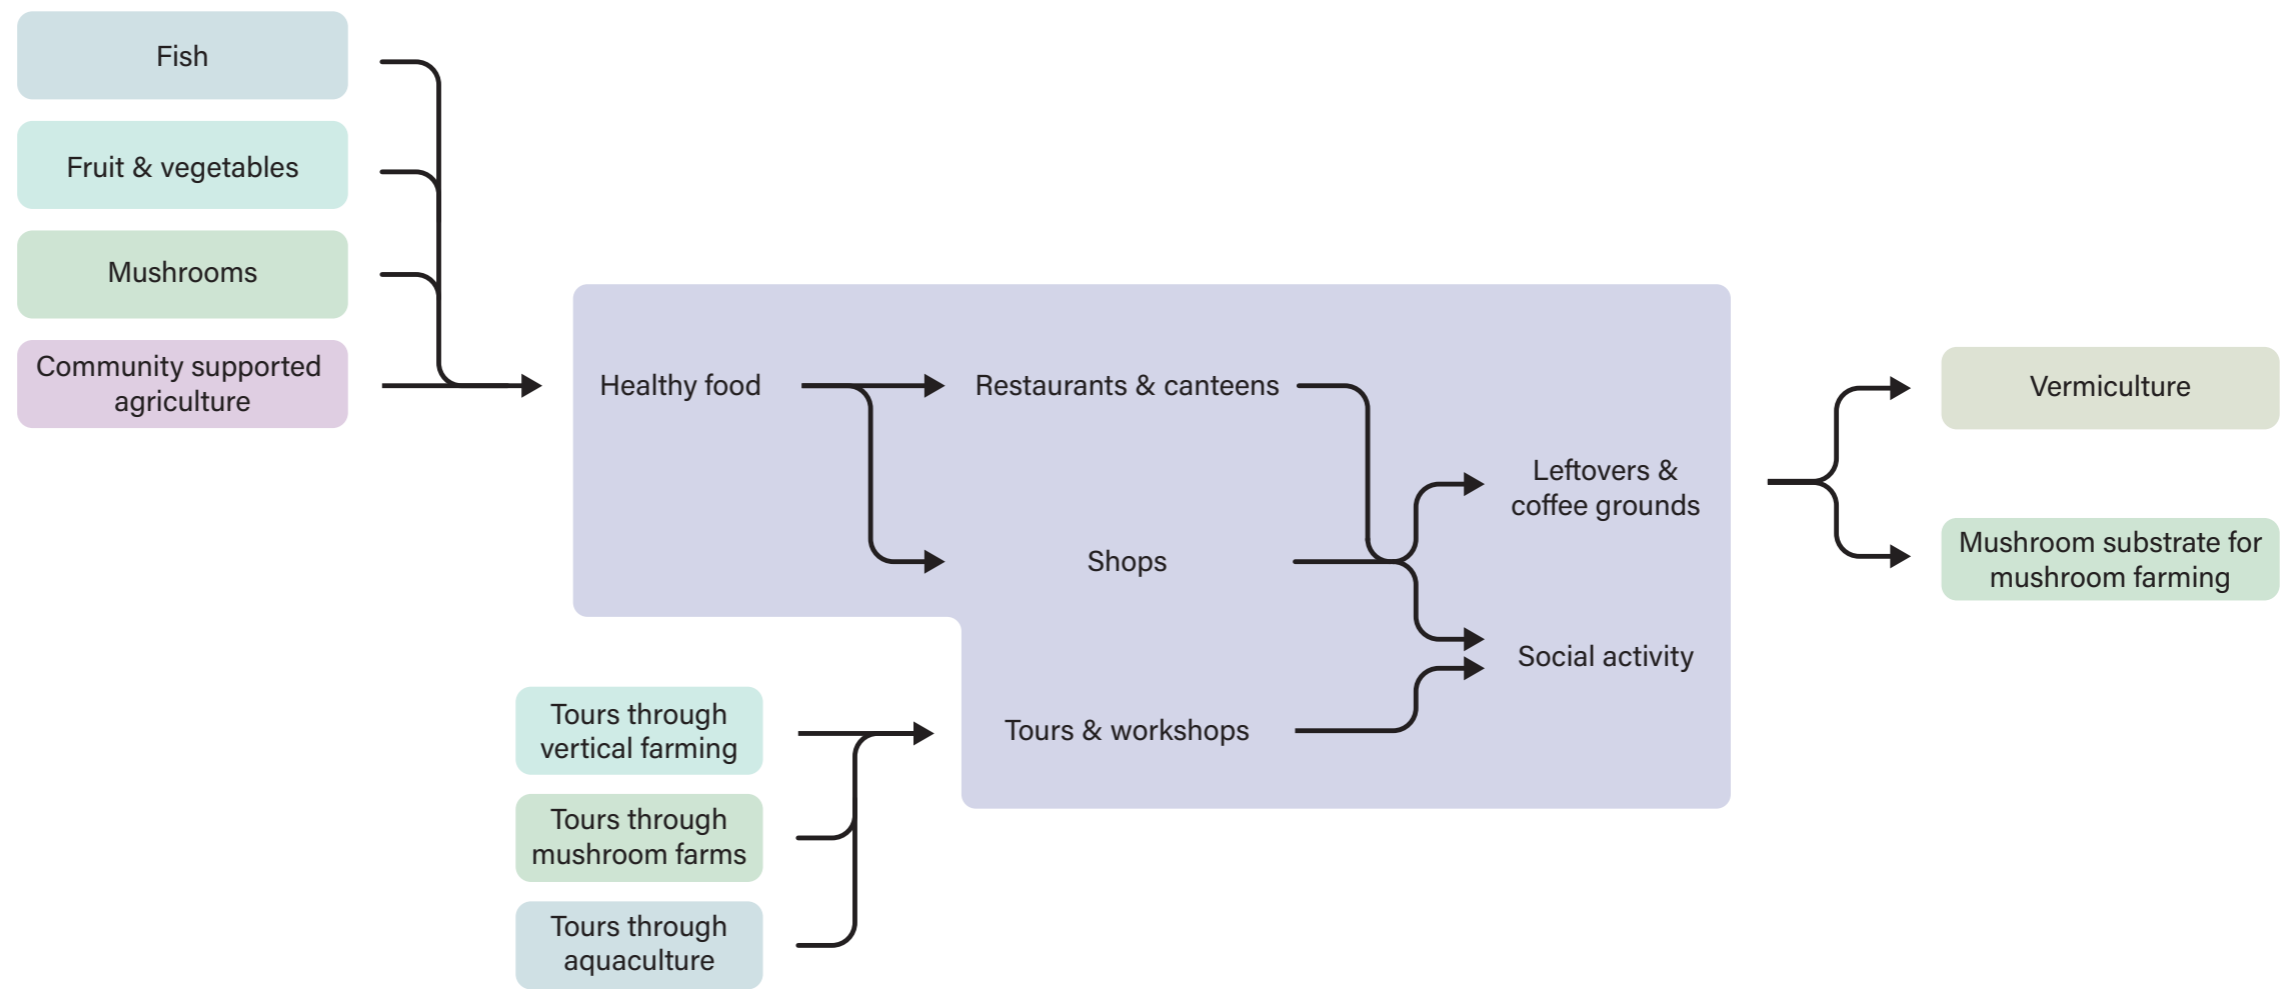 Fish
Fruit & vegetables
Mushrooms
Community supported
agriculture
Healthy food
Restaurants & canteens
Shops
Leftovers &
coffee grounds
Social activity
Tours & workshops
Tours through
vertical farming
Tours through
mushroom farms
Tours through
aquaculture
Vermiculture
Mushroom substrate for
mushroom farming